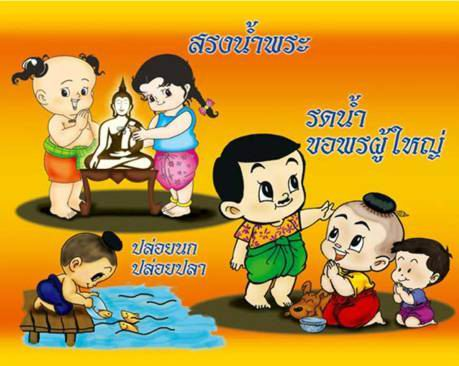 สรงน้ำพระ
รดน้ำ
ขอพรผู้ใหญ่
ปล่อยนก
ปล่อยปลา